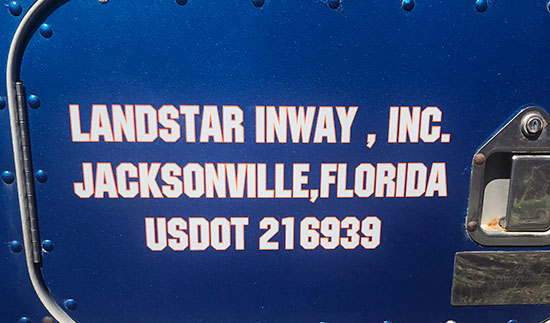 LANDSTAR INWAY , INC.
JACKSONVILLE,FLORIDA
USDOT 216939